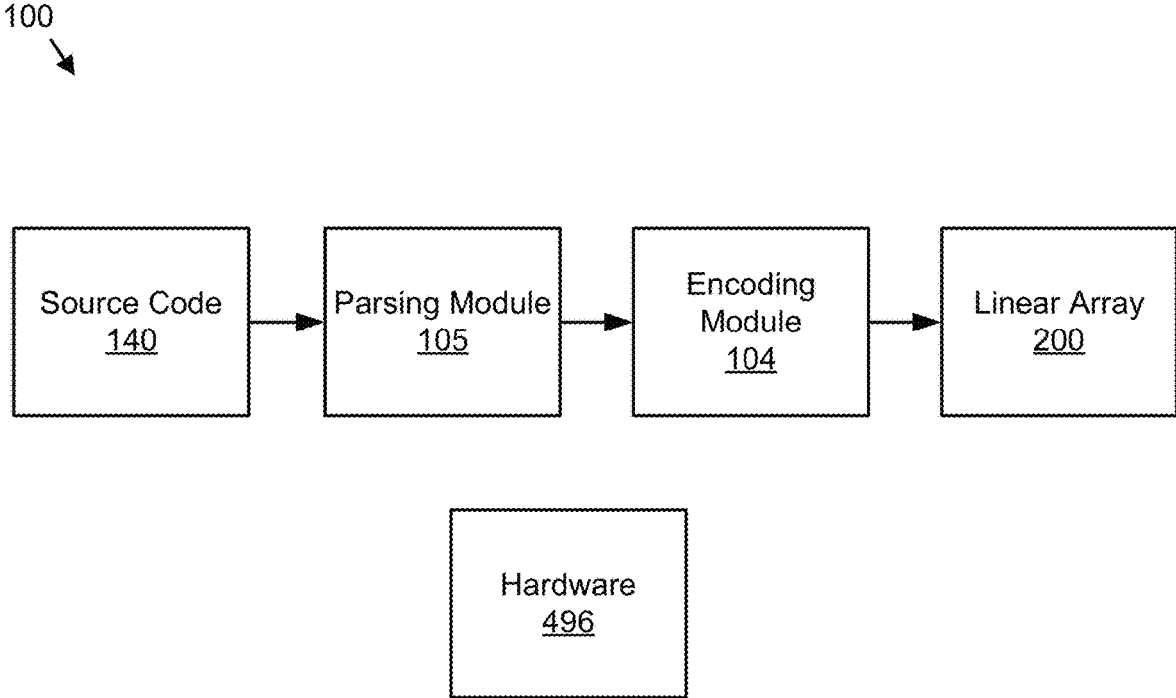 100
Source Code
140
Parsing Module
105
Encoding
Module
104
Linear Array
200
Hardware
496